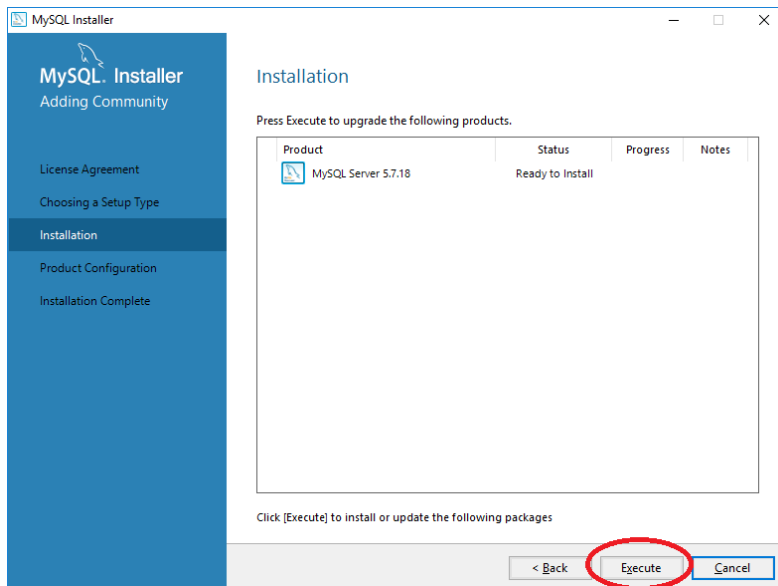 MySQL Installer
MySQL. Installer
Adding Community
License Agreement
Choosing a Setup Type
Installation
Product Configuration
Installation Complete
Installation
Press Execute to upgrade the following products.
Product Status Progress Notes
MySQL Server 5.7.18 Ready to Install
Click [Execute] to install or update the following packages
< Back Execute Cancel